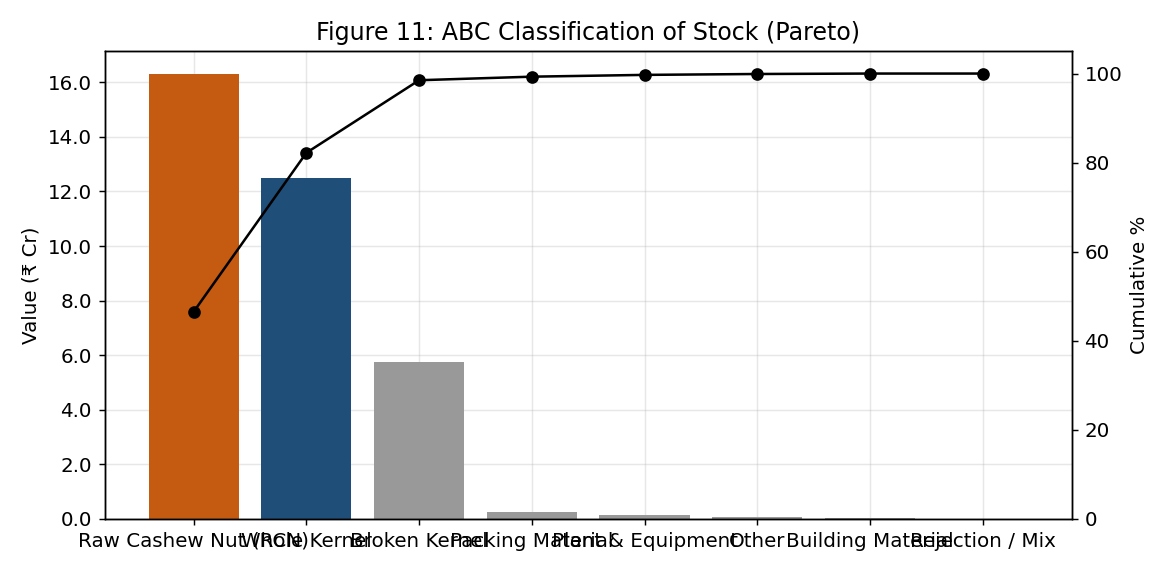 Figure 11: ABC Classification of Stock (Pareto)
Value (₹ Cr)
16.0
14.0
12.0
10.0
8.0
6.0
4.0
2.0
0.0
Cumulative %
100
80
60
40
20
0
Raw Cashew Nut (RCN)
Whole Kernel
Broken Kernel
Packing Material
Plant & Equipment
Other
Building Material
Rejection / Mix